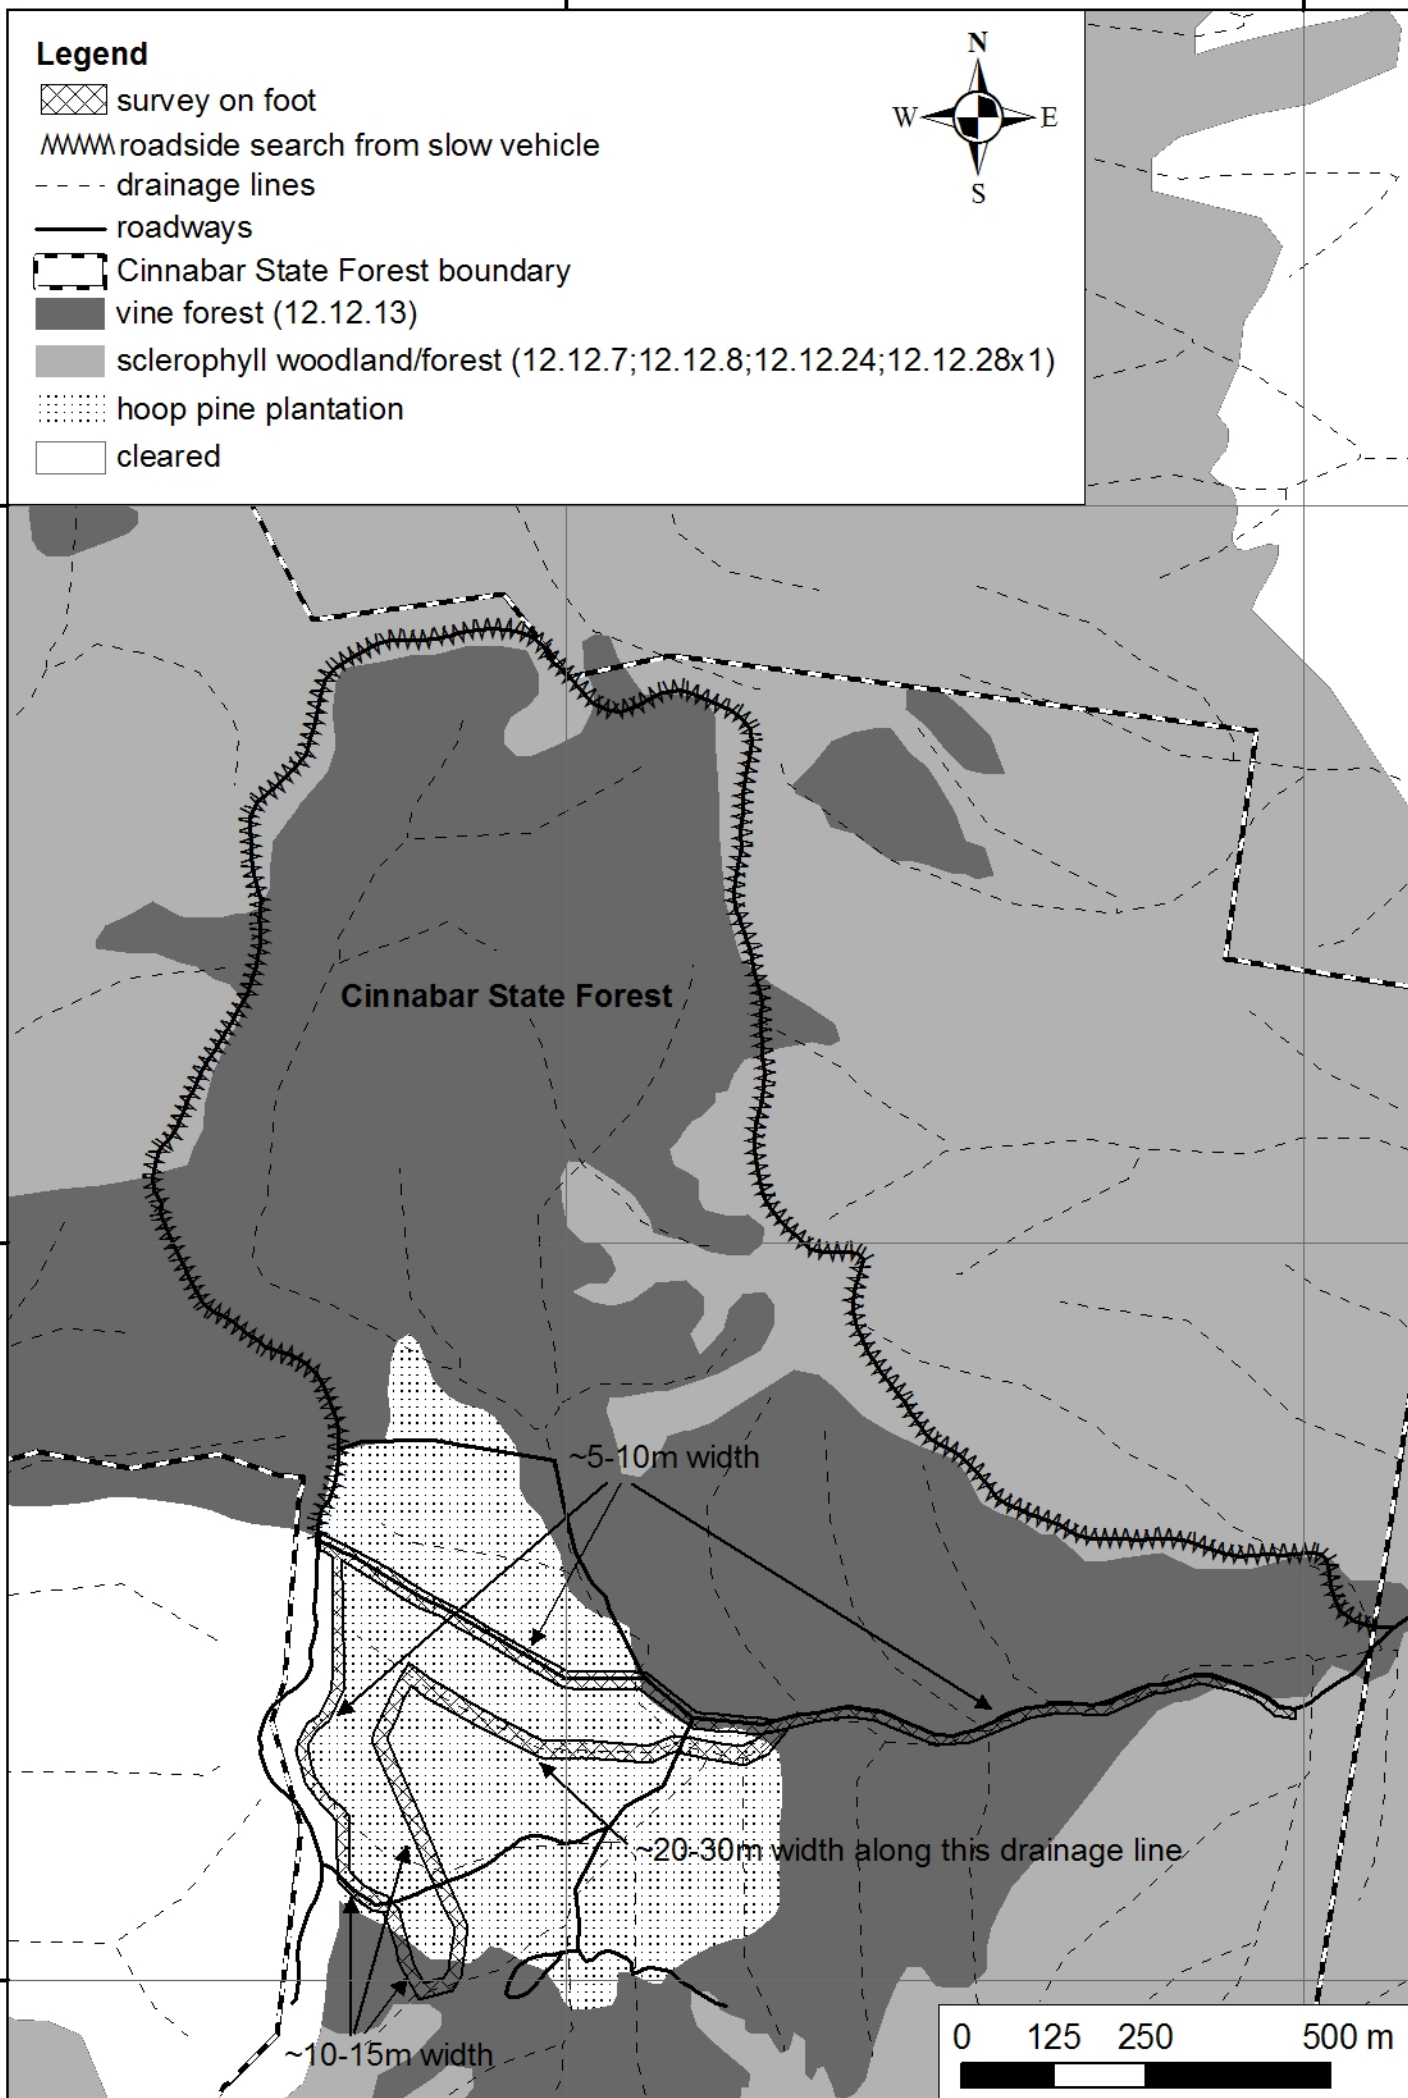 Legend
survey on foot
roadside search from slow vehicle
drainage lines
roadways
Cinnabar State Forest boundary
vine forest (12.12.13)
sclerophyll woodland/forest (12.12.7;12.12.8;12.12.24;12.12.28x1)
hoop pine plantation
cleared
N
W E
S
Cinnabar State Forest
~5-10m width
~20-30m width along this drainage line
~10-15m width
0 125 250 500 m